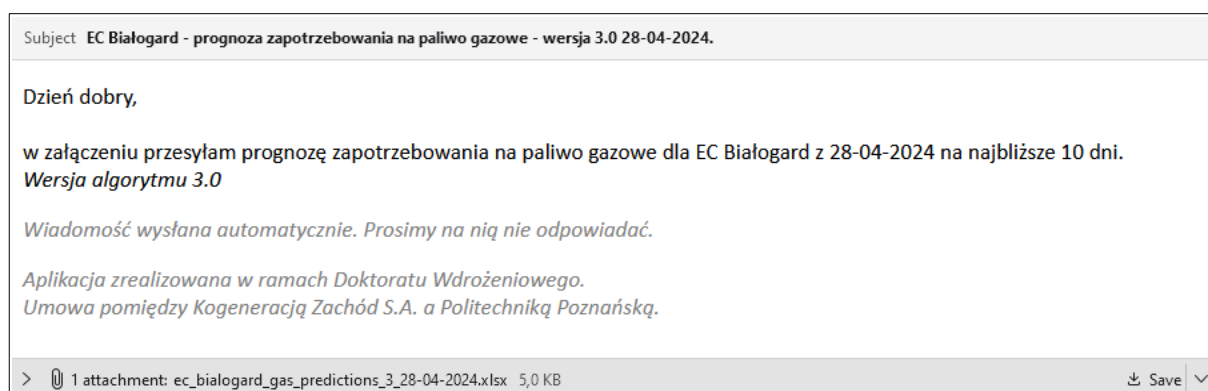 Subject EC Białogard - prognoza zapotrzebowania na paliwo gazowe - wersja 3.0 28-04-2024.
Dzień dobry,
w załączeniu przesyłam prognozę zapotrzebowania na paliwo gazowe dla EC Białogard z 28-04-2024 na najbliższe 10 dni.
Wersja algorytmu 3.0
Wiadomość wysłana automatycznie. Prosimy na nią nie odpowiadać.
Aplikacja zrealizowana w ramach Doktoratu Wdrożeniowego.
Umowa pomiędzy Kogeneracją Zachód S.A. a Politechniką Poznańską.
1 attachment: ec_bialogard_gas_predictions_3_28-04-2024.xlsx 5,0 KB Save